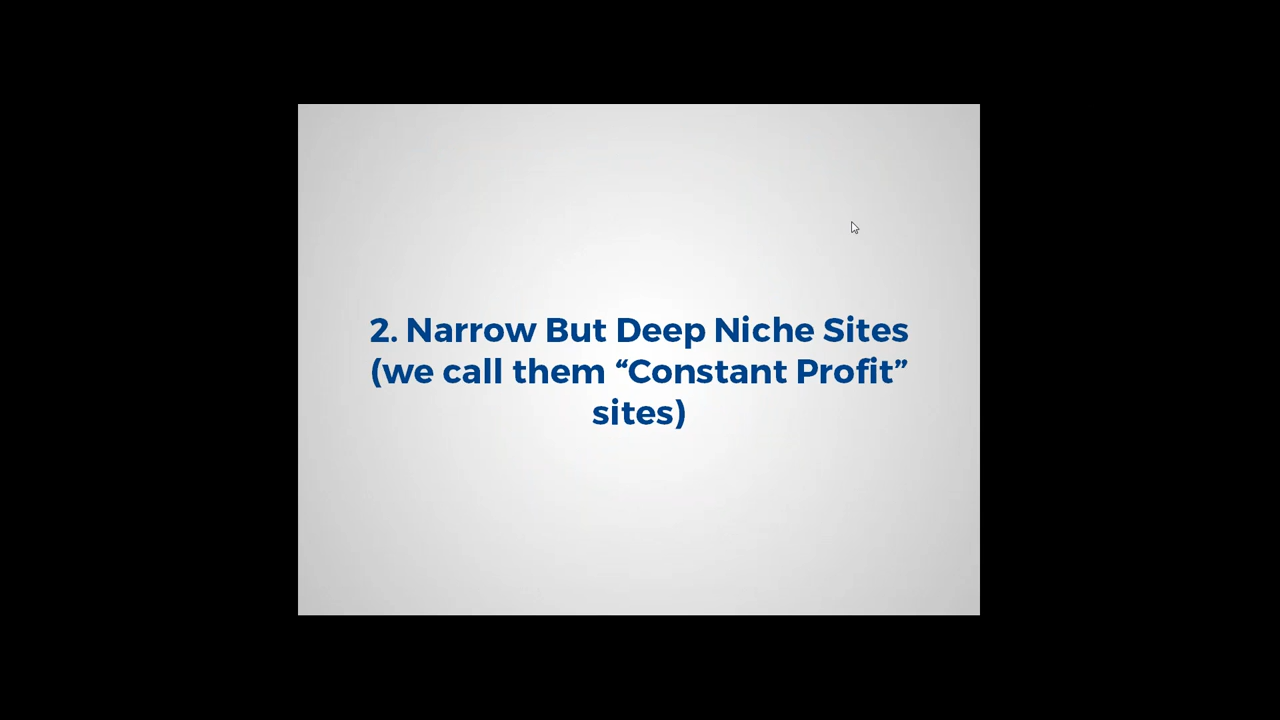 2. Narrow But Deep Niche Sites
(we call them “Constant Profit”
sites)